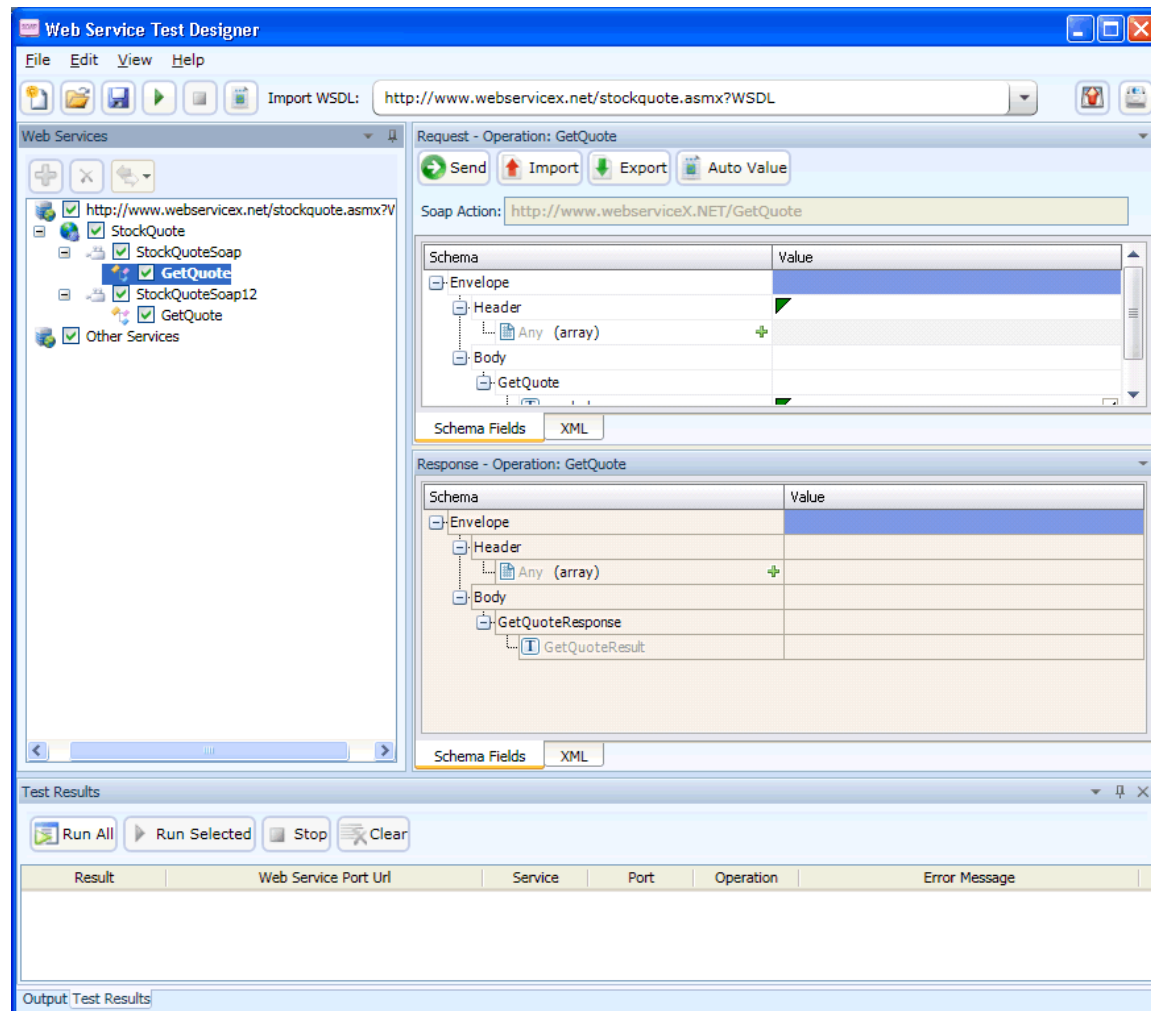 Web Service Test Designer
File Edit View Help
Import WSDL: http://www.webservicex.net/stockquote.asmx?WSDL
Web Services
http://www.webservicex.net/stockquote.asmx?V
StockQuote
StockQuoteSoap
GetQuote
StockQuoteSoap12
GetQuote
Other Services
Request - Operation: GetQuote
Send Import Export Auto Value
Soap Action: http://www.webserviceX.NET/GetQuote
Schema Value
Envelope
Header
Any (array)
Body
GetQuote
Schema Fields XML
Response - Operation: GetQuote
Schema Value
Envelope
Header
Any (array)
Body
GetQuoteResponse
T GetQuoteResult
Schema Fields XML
Test Results
Run All Run Selected Stop Clear
Result Web Service Port Url Service Port Operation Error Message
Output Test Results